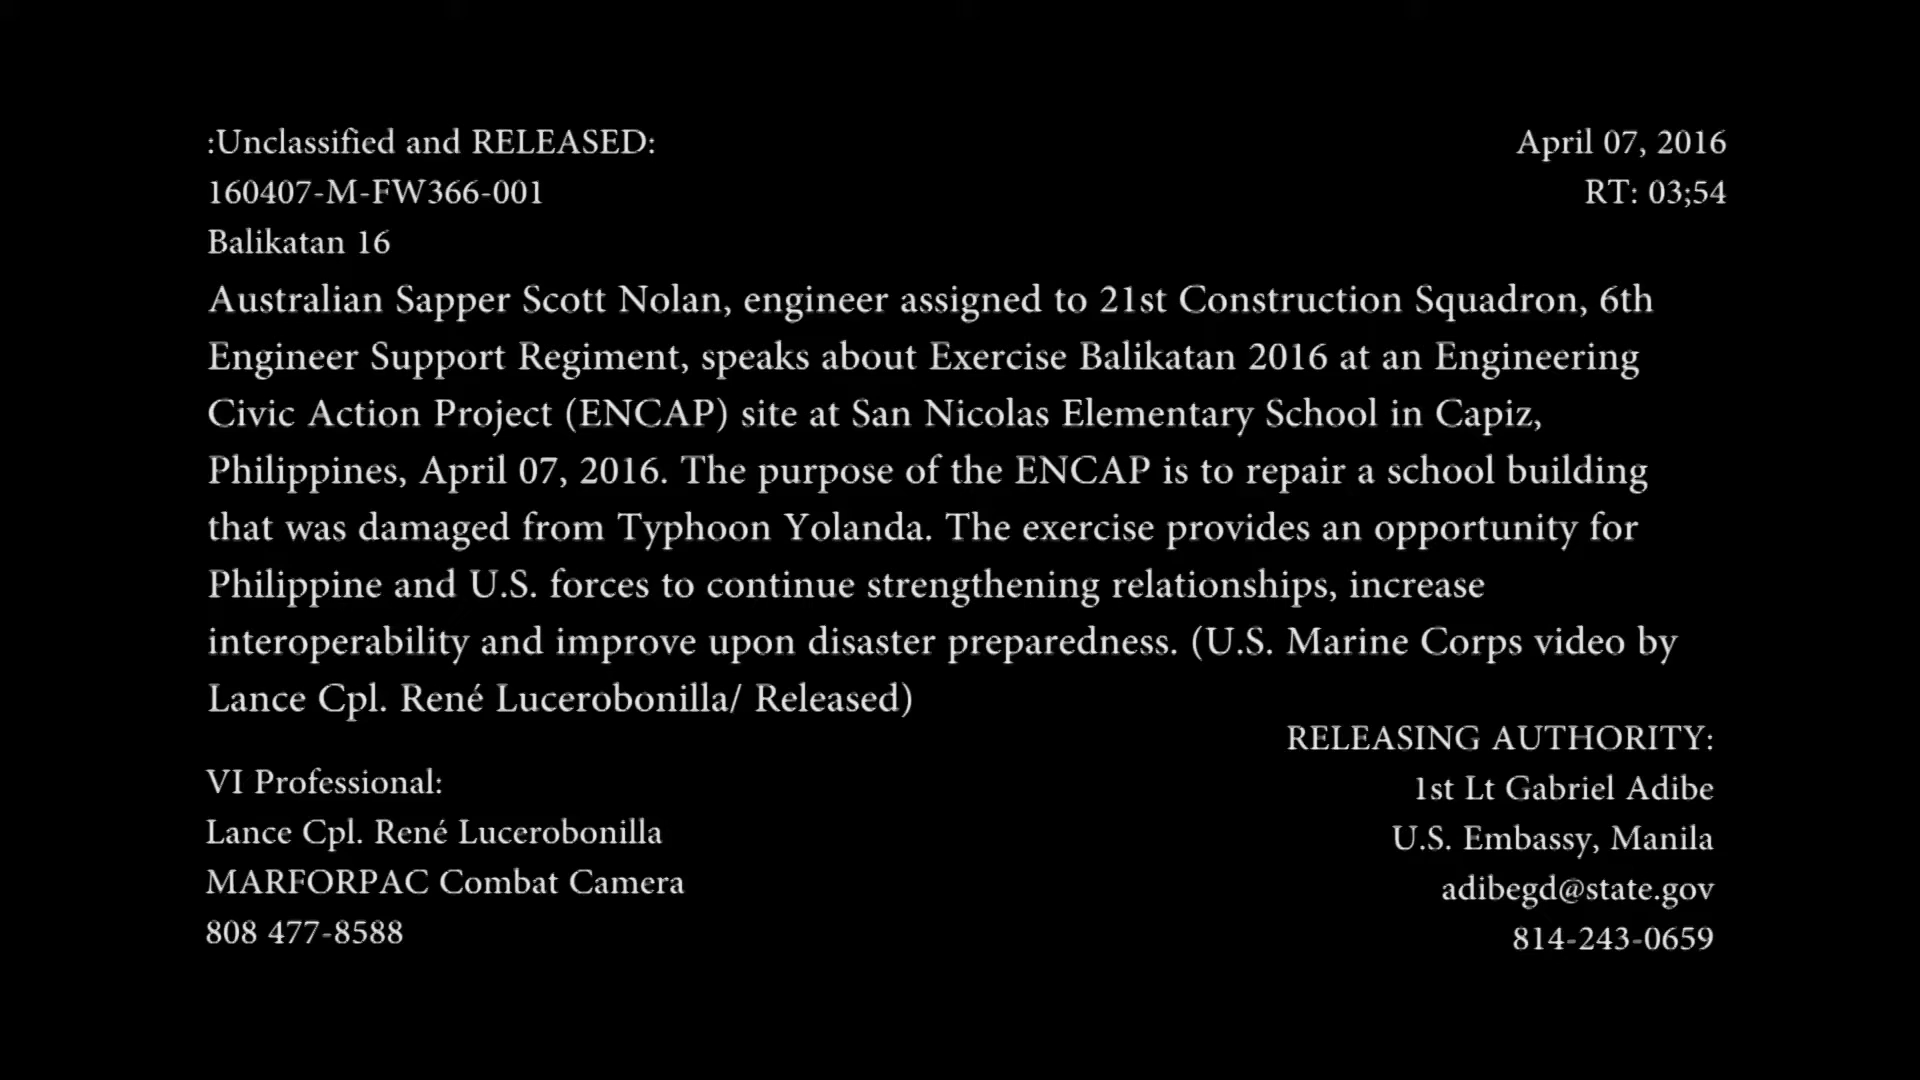 :Unclassified and RELEASED:
160407-M-FW366-001
Balikatan 16
April 07, 2016
RT: 03;54
Australian Sapper Scott Nolan, engineer assigned to 21st Construction Squadron, 6th
Engineer Support Regiment, speaks about Exercise Balikatan 2016 at an Engineering
Civic Action Project (ENCAP) site at San Nicolas Elementary School in Capiz,
Philippines, April 07, 2016. The purpose of the ENCAP is to repair a school building
that was damaged from Typhoon Yolanda. The exercise provides an opportunity for
Philippine and U.S. forces to continue strengthening relationships, increase
interoperability and improve upon disaster preparedness. (U.S. Marine Corps video by
Lance Cpl. René Lucerobonilla/ Released)
VI Professional:
Lance Cpl. René Lucerobonilla
MARFORPAC Combat Camera
808 477-8588
RELEASING AUTHORITY:
1st Lt Gabriel Adibe
U.S. Embassy, Manila
adibegd@state.gov
814-243-0659